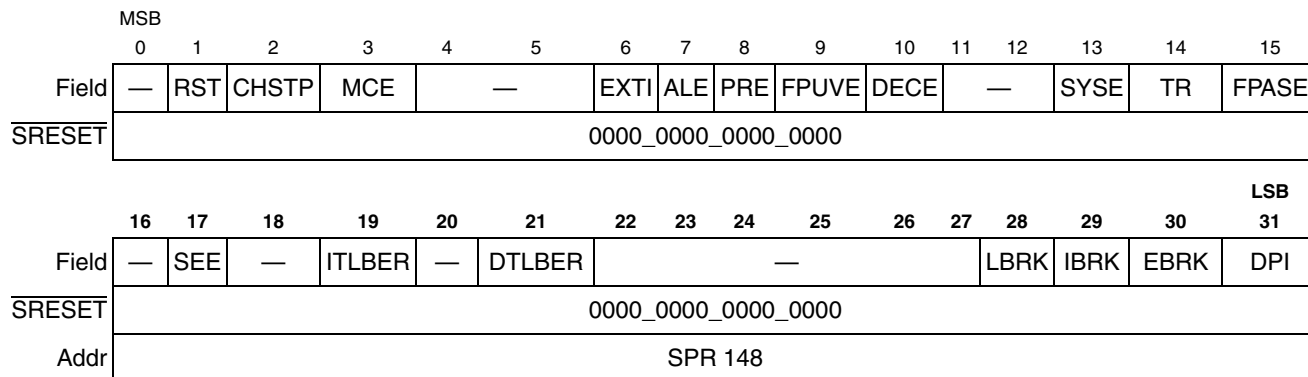 MSB
0 1 2 3 4 5 6 7 8 9 10 11 12 13 14 15
Field — RST CHSTP MCE — EXTI ALE PRE FPUVE DECE — SYSE TR FPASE
SRESET 0000_0000_0000_0000
LSB
16 17 18 19 20 21 22 23 24 25 26 27 28 29 30 31
Field — SEE — ITLBER — DTLBER — LBRK IBRK EBRK DPI
SRESET 0000_0000_0000_0000
Addr SPR 148